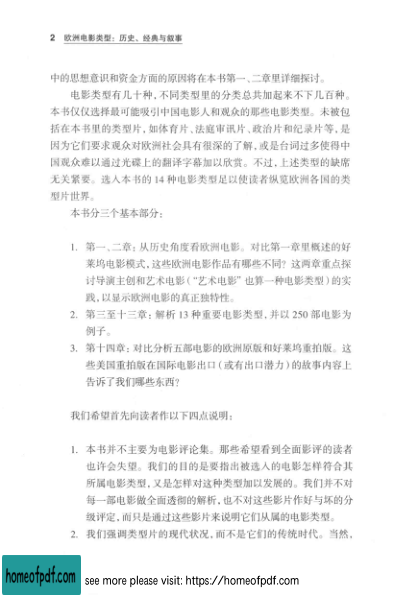 2 欧洲电影类型：历史、经典与叙事
中的思想意识和资金方面的原因将在本书第一、二章里详细探讨。
电影类型有几十种，不同类型里的分类总共加起来不下几百种。
本书仅仅选择最可能吸引中国电影人和观众的那些电影类型。未被包
括在本书里的类型片，如体育片、法庭审讯片、政治片和纪录片等，是
因为它们要求观众对欧洲社会具有很深的了解，或是台词过多使得中
国观众难以通过光碟上的翻译字幕加以欣赏。不过，上述类型的缺席
无关紧要。选入本书的 14 种电影类型足以使读者纵览欧洲各国的类
型片世界。
本书分三个基本部分：
1. 第一、二章：从历史角度看欧洲电影。对比第一章里概述的好
莱坞电影模式，这些欧洲电影作品有哪些不同？这两章重点探
讨导演主创和艺术电影（“艺术电影”也算一种电影类型）的实
践，以显示欧洲电影的真正独特性。
2. 第三至十三章：解析 13 种重要电影类型，并以 250 部电影为
例子。
3. 第十四章：对比分析五部电影的欧洲原版和好莱坞重拍版。这
些美国重拍版在国际电影出口（或有出口潜力）的故事内容上
告诉了我们哪些东西？
我们希望首先向读者作以下四点说明：
1. 本书并不主要为电影评论集。那些希望看到全面影评的读者
也许会失望。我们的目的是要指出被选入的电影怎样符合其
所属电影类型，又是怎样对这种类型加以发展的。我们并不对
每一部电影做全面透彻的解析，也不对这些影片作好与坏的分
级评定，而只是通过这些影片来说明它们从属的电影类型。
2. 我们强调类型片的现代状况，而不是它们的传统时代。当然，
homeofpdf.com
see more please visit: https://homeofpdf.com